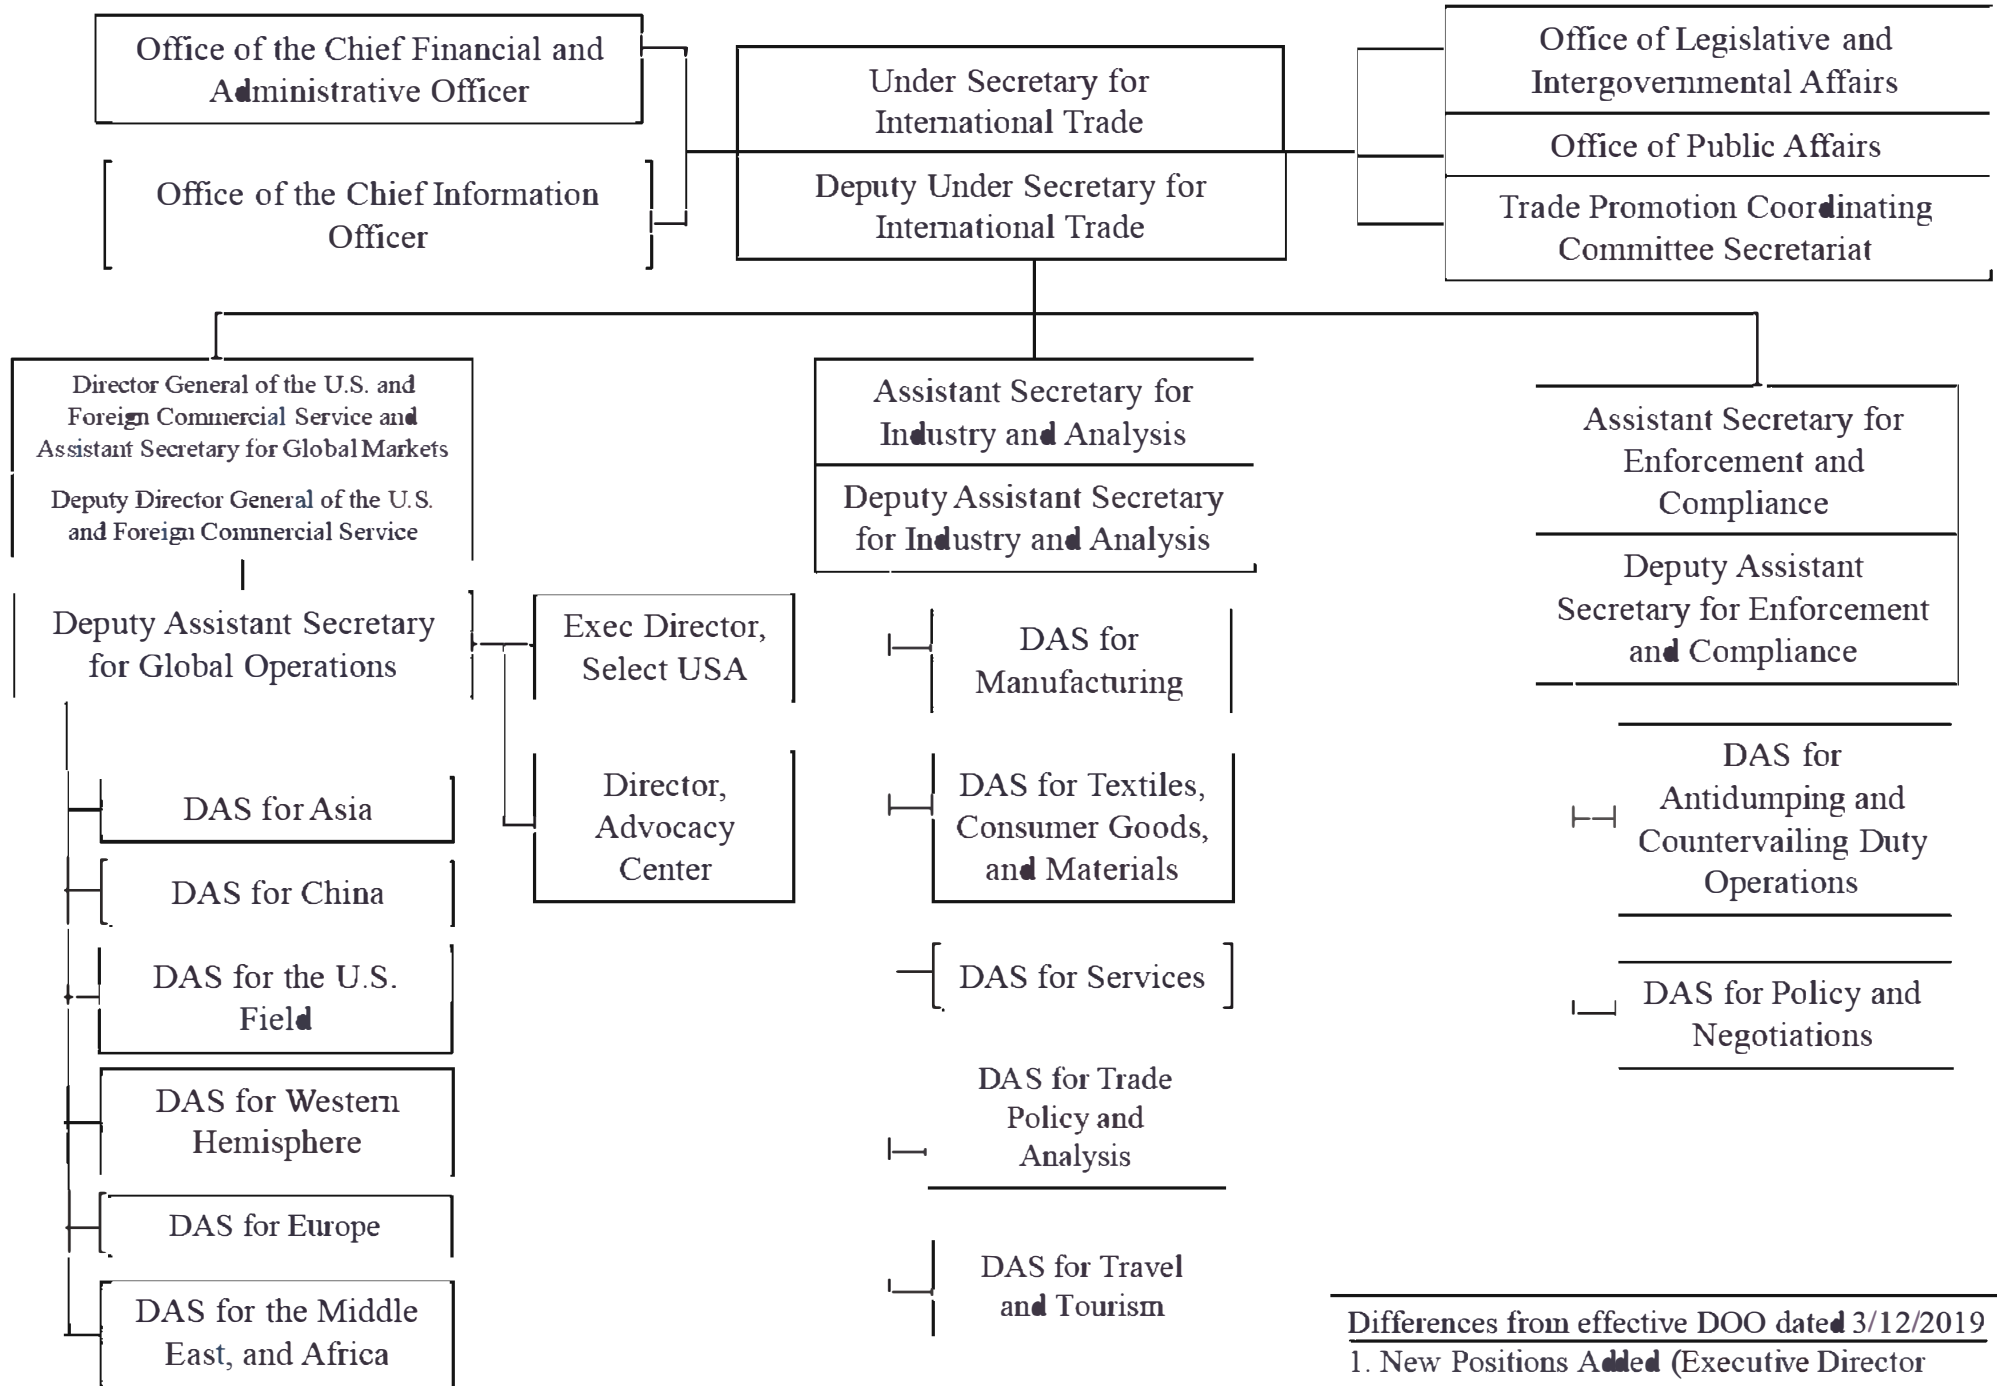 Office of the Chief Financial and
Administrative Officer
Office of the Chief Information
Officer
Under Secretary for
International Trade
Deputy Under Secretary for
International Trade
Office of Legislative and
Intergovernmental Affairs
Office of Public Affairs
Trade Promotion Coordinating
Committee Secretariat
Director General of the U.S. and
Foreign Commercial Service and
Assistant Secretary for Global Markets
Deputy Director General of the U.S.
and Foreign Commercial Service
Deputy Assistant Secretary
for Global Operations
Exec Director,
Select USA
Director,
Advocacy
Center
DAS for Asia
DAS for China
DAS for the U.S.
Field
DAS for Western
Hemisphere
DAS for Europe
DAS for the Middle
East, and Africa
Assistant Secretary for
Industry and Analysis
Deputy Assistant Secretary
for Industry and Analysis
DAS for
Manufacturing
DAS for Textiles,
Consumer Goods,
and Materials
DAS for Services
DAS for Trade
Policy and
Analysis
DAS for Travel
and Tourism
Assistant Secretary for
Enforcement and
Compliance
Deputy Assistant
Secretary for Enforcement
and Compliance
DAS for
Antidumping and
Countervailing Duty
Operations
DAS for Policy and
Negotiations
Differences from effective DOO dated 3/12/2019
1. New Positions Added (Executive Director